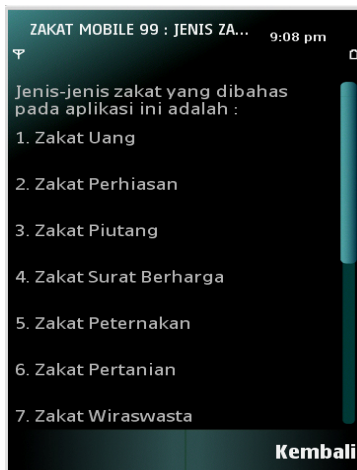 ZAKAT MOBILE 99 : JENIS ZA...
9:08 pm
Jenis-jenis zakat yang dibahas
pada aplikasi ini adalah :
1. Zakat Uang
2. Zakat Perhiasan
3. Zakat Piutang
4. Zakat Surat Berharga
5. Zakat Peternakan
6. Zakat Pertanian
7. Zakat Wiraswasta
Kembali